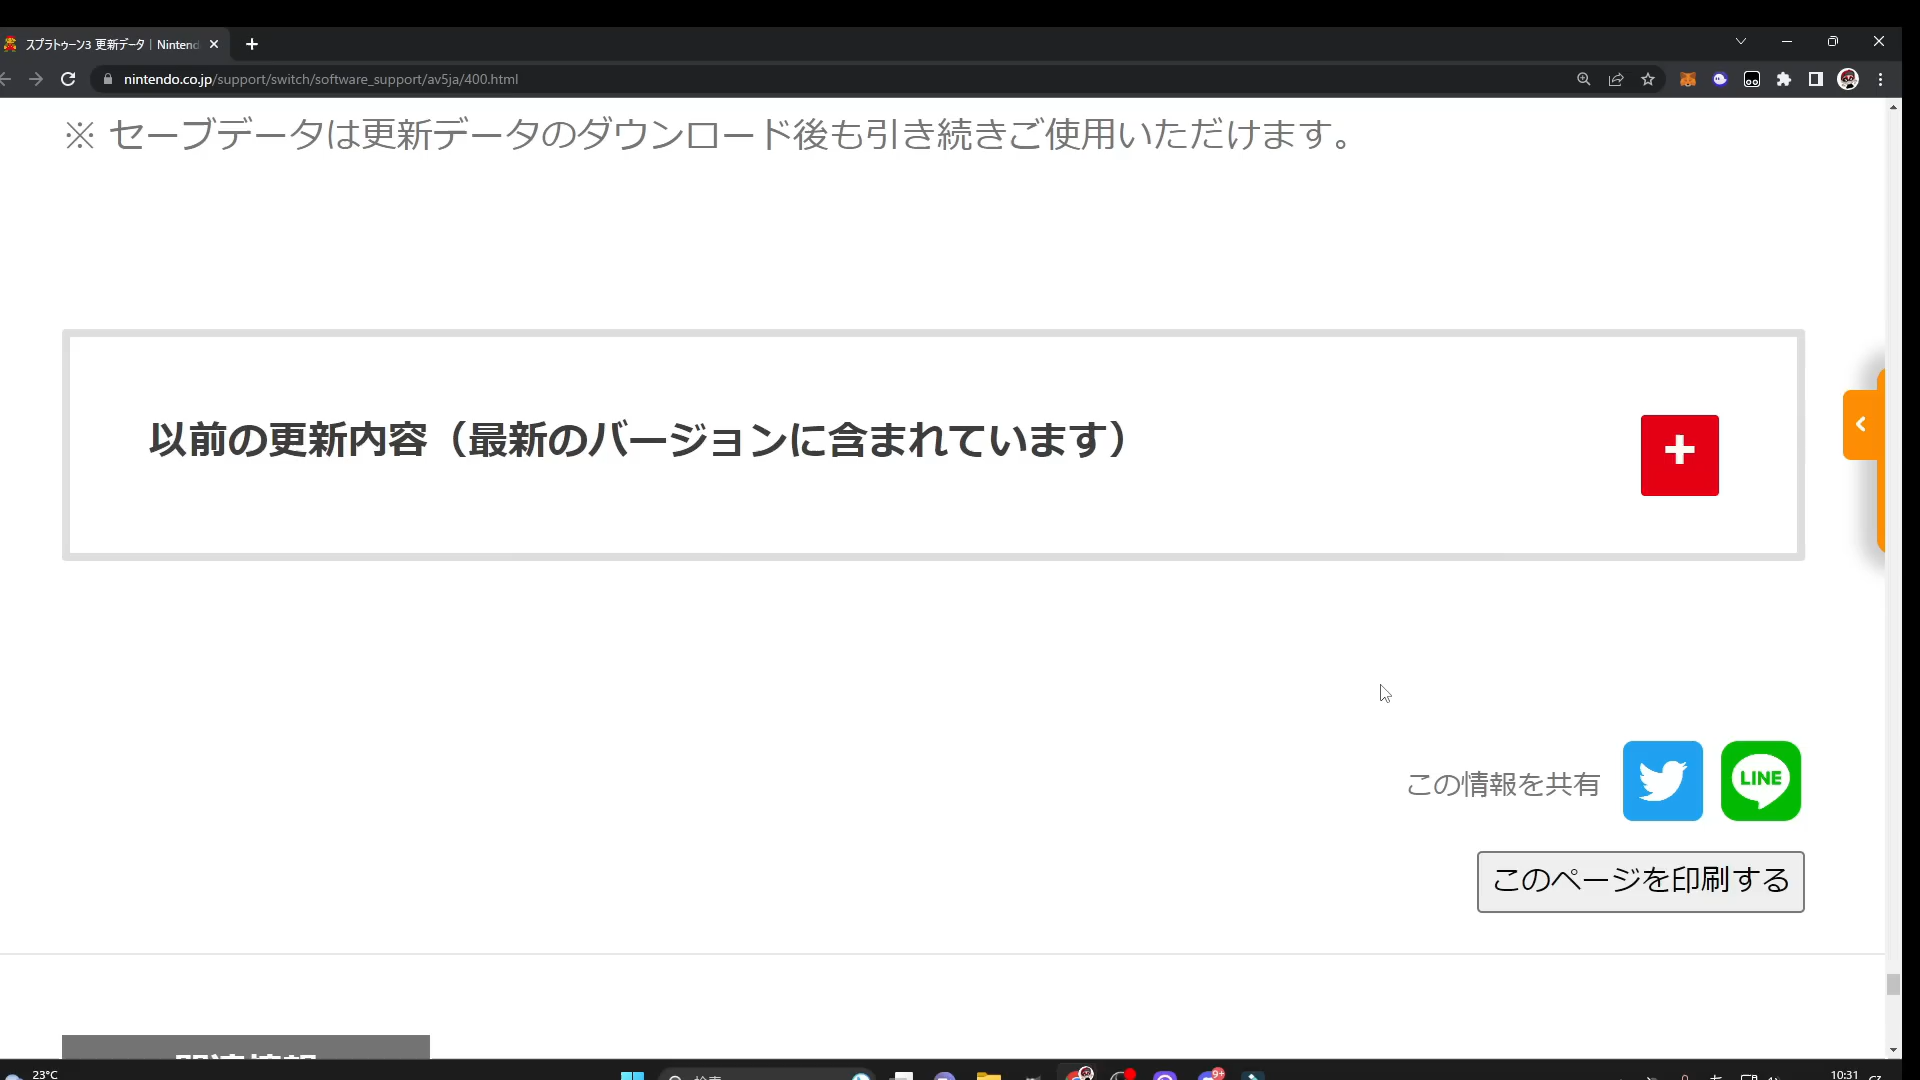 スプラトゥーン3 更新データ｜Nintend
nintendo.co.jp/support/switch/software_support/av5ja/400.html
※ セーブデータは更新データのダウンロード後も引き続きご使用いただけます。
以前の更新内容（最新のバージョンに含まれています）
この情報を共有
LINE
このページを印刷する
23°C
9+
10:31